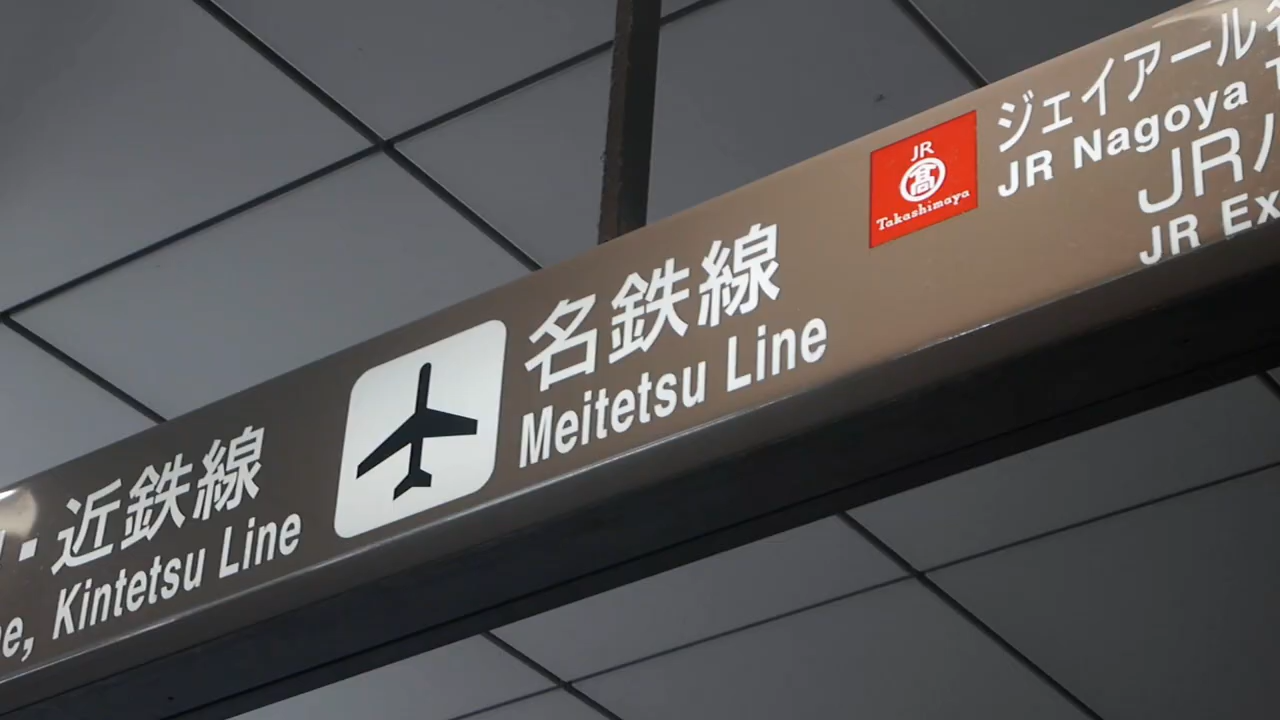 ・近鉄線
Kintetsu Line
名鉄線
Meitetsu Line
JR
髙
Takashimaya
ジェイアール
JR Nagoya
JR
JR Ex